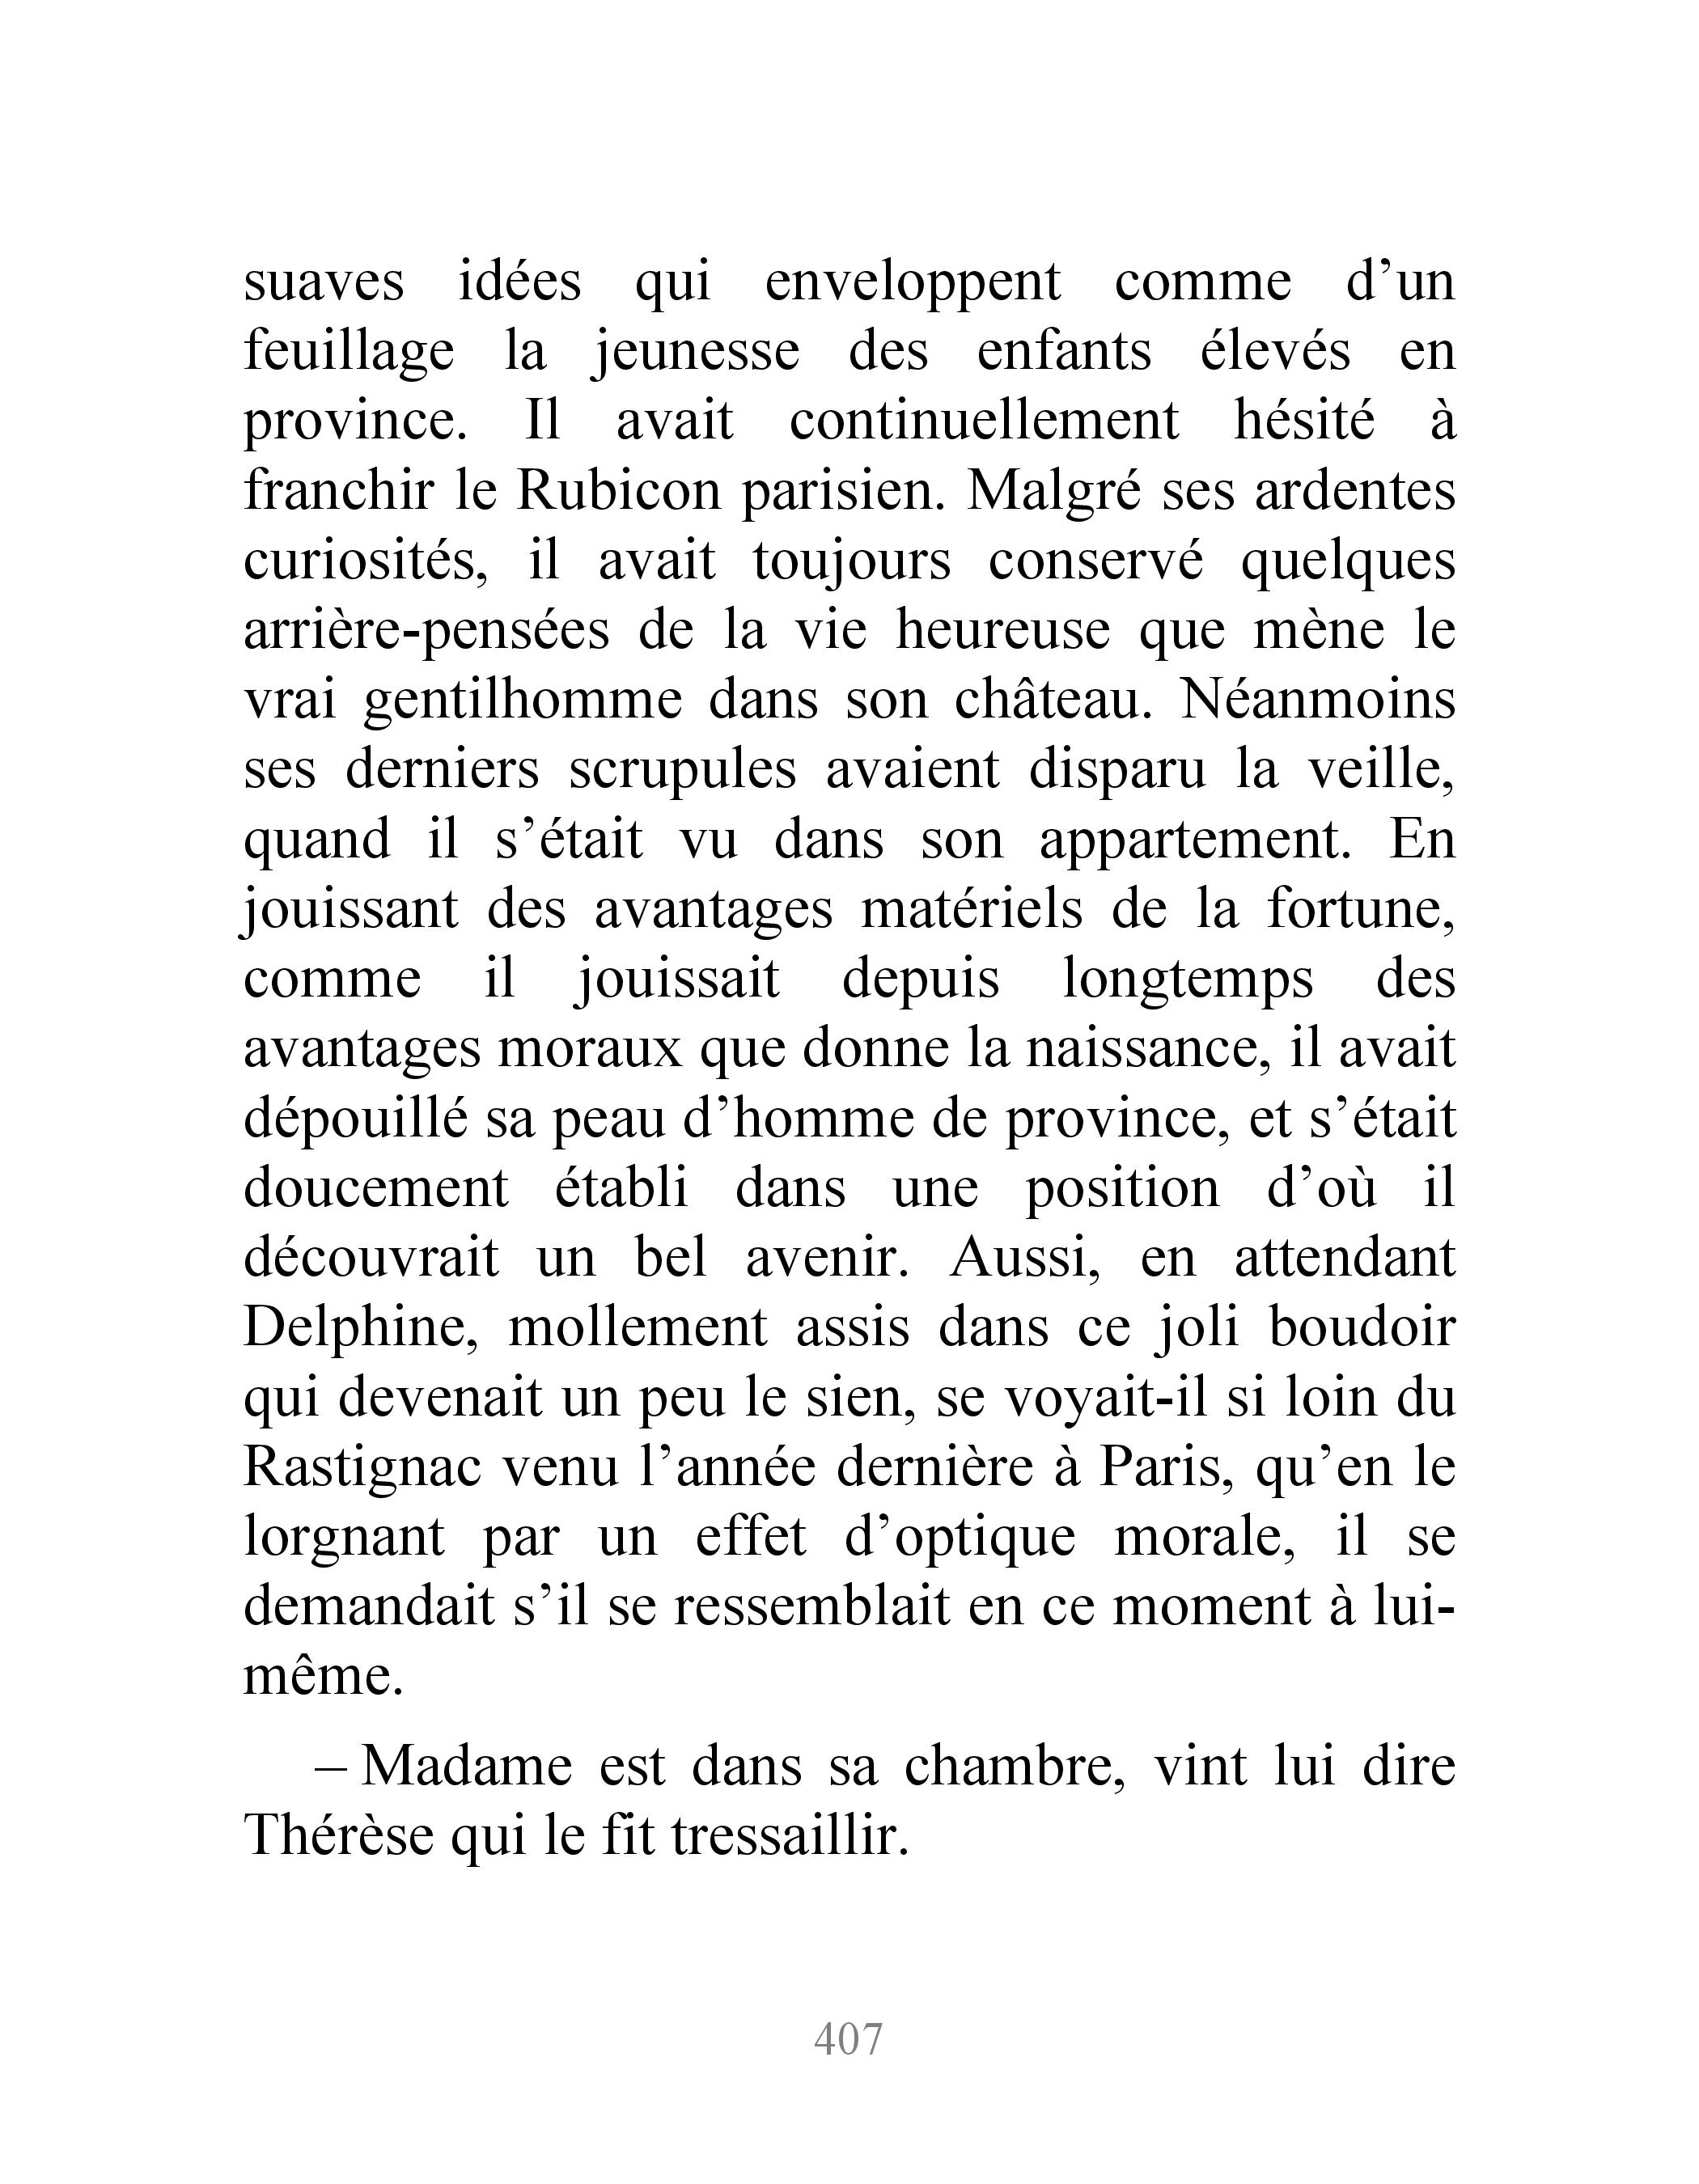 suaves idées qui enveloppent comme d’un
feuillage la jeunesse des enfants élevés en
province. Il avait continuellement hésité à
franchir le Rubicon parisien. Malgré ses ardentes
curiosités, il avait toujours conservé quelques
arrière-pensées de la vie heureuse que mène le
vrai gentilhomme dans son château. Néanmoins
ses derniers scrupules avaient disparu la veille,
quand il s’était vu dans son appartement. En
jouissant des avantages matériels de la fortune,
comme il jouissait depuis longtemps des
avantages moraux que donne la naissance, il avait
dépouillé sa peau d’homme de province, et s’était
doucement établi dans une position d’où il
découvrait un bel avenir. Aussi, en attendant
Delphine, mollement assis dans ce joli boudoir
qui devenait un peu le sien, se voyait-il si loin du
Rastignac venu l’année dernière à Paris, qu’en le
lorgnant par un effet d’optique morale, il se
demandait s’il se ressemblait en ce moment à lui-
même.
– Madame est dans sa chambre, vint lui dire
Thérèse qui le fit tressaillir.
407